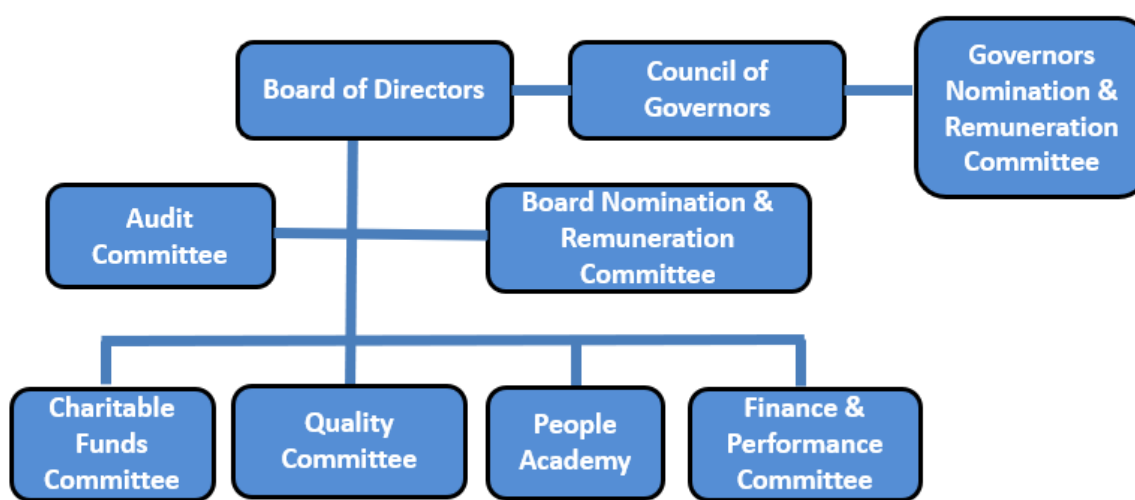 Board of Directors
Council of
Governors
Governors
Nomination &
Remuneration
Committee
Audit
Committee
Board Nomination &
Remuneration
Committee
Charitable
Funds
Committee
Quality
Committee
People
Academy
Finance &
Performance
Committee